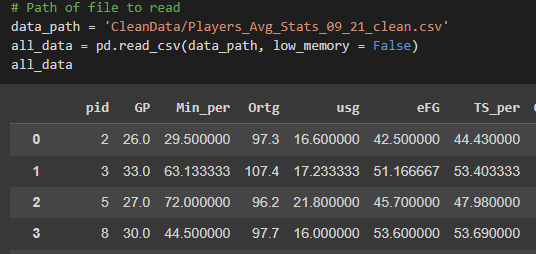 # Path of file to read
data_path = 'CleanData/Players_Avg_Stats_09_21_clean.csv'
all_data = pd.read_csv(data_path, low_memory = False)
all_data
pid GP Min_per Ortg usg eFG TS_per
0 2 26.0 29.500000 97.3 16.600000 42.500000 44.430000
1 3 33.0 63.133333 107.4 17.233333 51.166667 53.403333
2 5 27.0 72.000000 96.2 21.800000 45.700000 47.980000
3 8 30.0 44.500000 97.7 16.000000 53.600000 53.690000